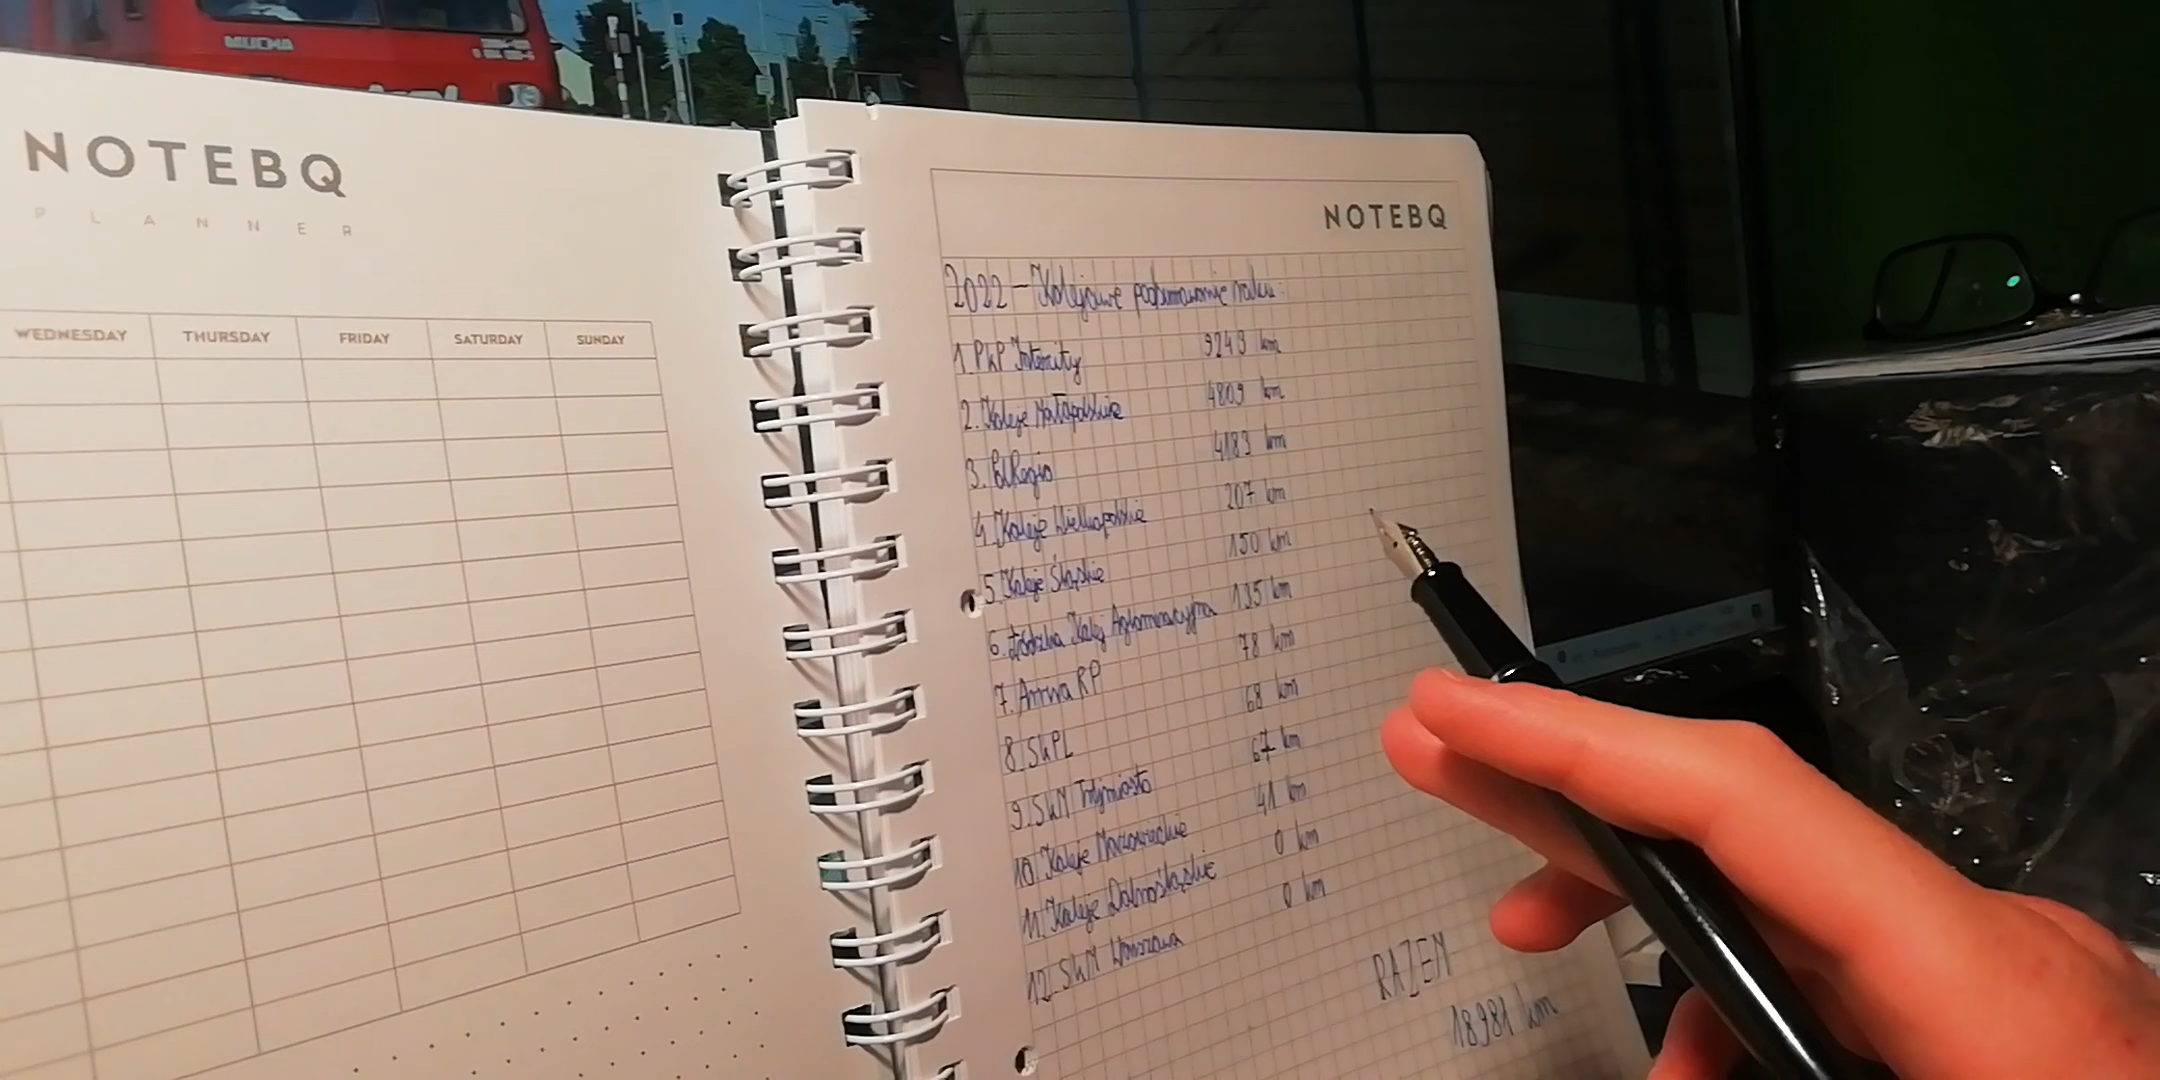 MUCHA
NOTEBQ
PLANNER
WEDNESDAY THURSDAY FRIDAY SATURDAY SUNDAY
NOTEBQ
2022 - Kolejowe podsumowanie roku:
1. PKP Intercity 9243 km
2. Koleje Małopolskie 4809 km
3. PolRegio 4183 km
4. Koleje Wielkopolskie 207 km
5. Koleje Śląskie 150 km
6. Łódzka Kolej Aglomeracyjna 135 km
7. Arriva RP 78 km
8. SKPL 68 km
9. SKM Trójmiasto 67 km
10. Koleje Mazowieckie 41 km
11. Koleje Dolnośląskie 0 km
12. SKM Warszawa 0 km
RAZEM
18981 km